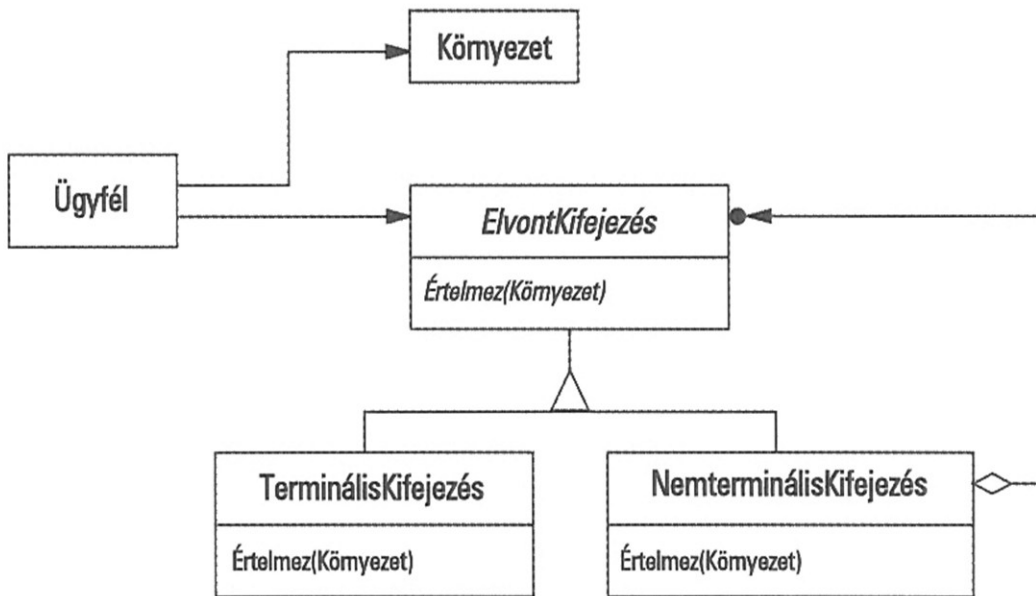 Környezet
Ügyfél
ElvontKifejezés
Értelmez(Környezet)
TerminálisKifejezés
NemterminálisKifejezés
Értelmez(Környezet)
Értelmez(Környezet)